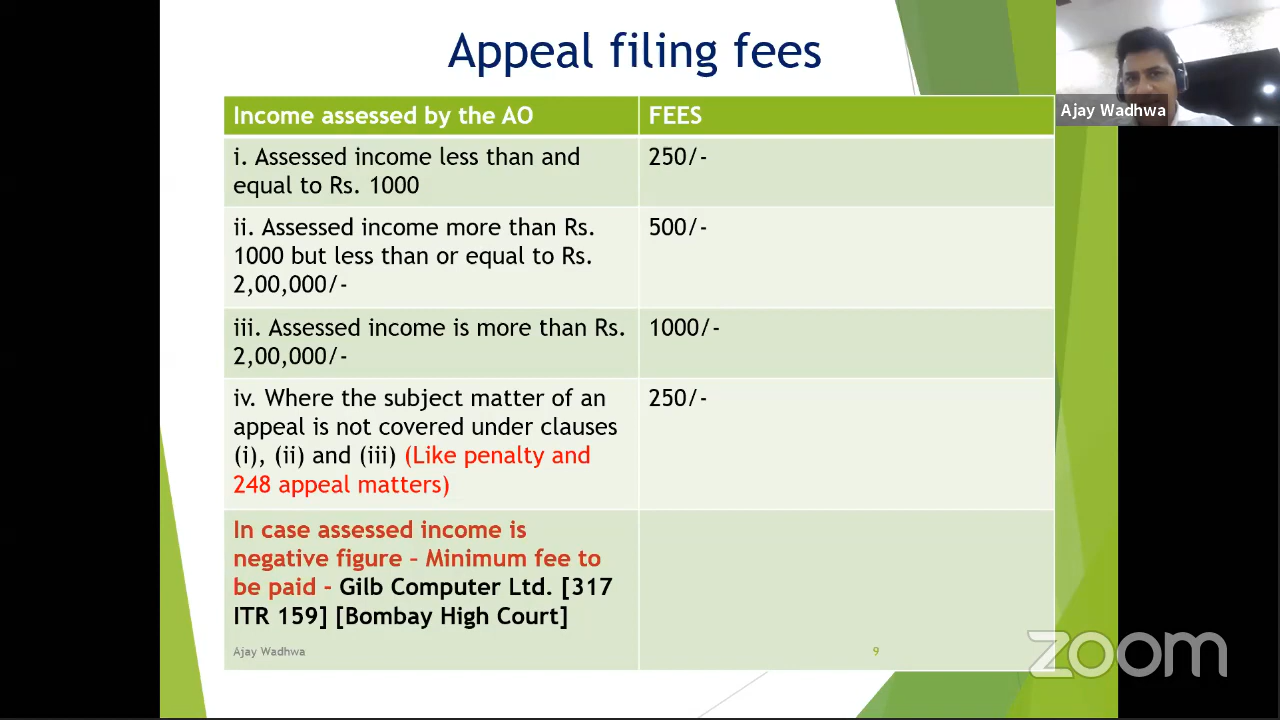 Appeal filing fees
Ajay Wadhwa
Income assessed by the AO
FEES
i. Assessed income less than and
equal to Rs. 1000
250/-
ii. Assessed income more than Rs.
1000 but less than or equal to Rs.
2,00,000/-
500/-
iii. Assessed income is more than Rs.
2,00,000/-
1000/-
iv. Where the subject matter of an
appeal is not covered under clauses
(i), (ii) and (iii) (Like penalty and
248 appeal matters)
250/-
In case assessed income is
negative figure – Minimum fee to
be paid - Gilb Computer Ltd. [317
ITR 159] [Bombay High Court]
Ajay Wadhwa
9
zoom